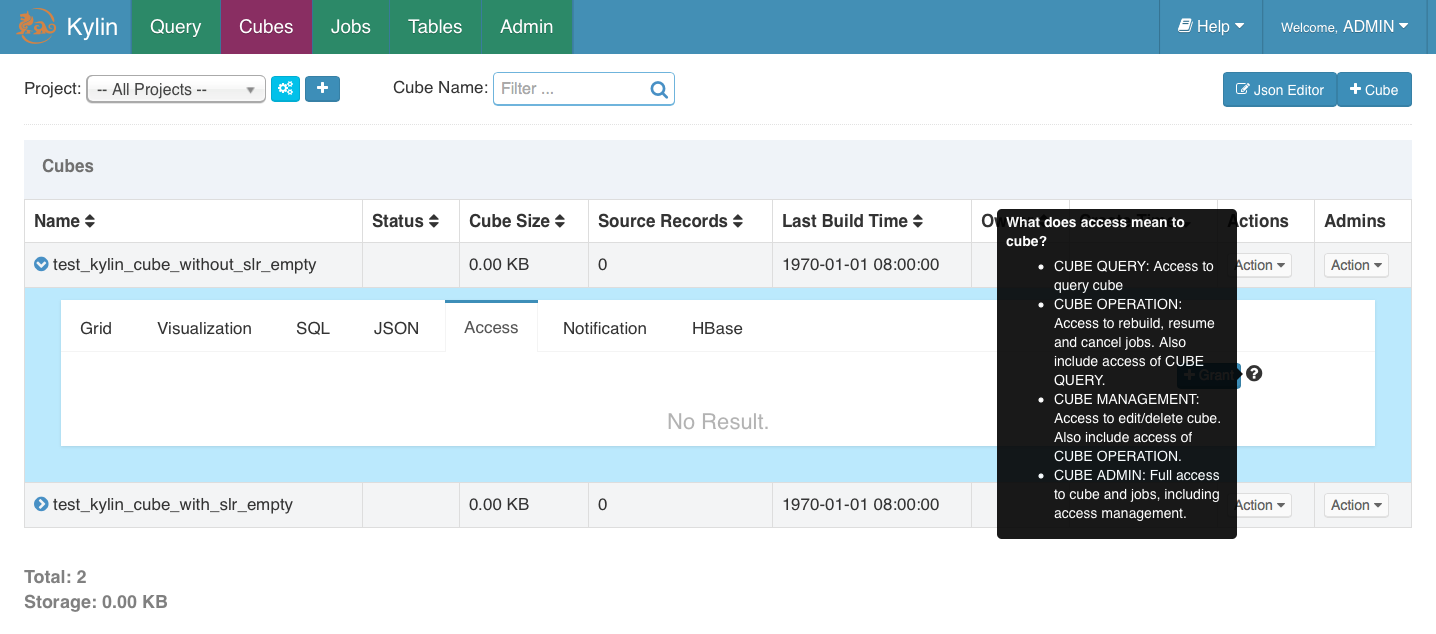 Kylin Query Cubes Jobs Tables Admin Help Welcome, ADMIN
Project: -- All Projects -- Cube Name: Filter ... Json Editor + Cube
Cubes
Name Status Cube Size Source Records Last Build Time Actions Admins
test_kylin_cube_without_slr_empty 0.00 KB 0 1970-01-01 08:00:00 Action Action
Grid Visualization SQL JSON Access Notification HBase
+ Grant
No Result.
What does access mean to
cube?
• CUBE QUERY: Access to
query cube
• CUBE OPERATION:
Access to rebuild, resume
and cancel jobs. Also
include access of CUBE
QUERY.
• CUBE MANAGEMENT:
Access to edit/delete cube.
Also include access of
CUBE OPERATION.
• CUBE ADMIN: Full access
to cube and jobs, including
access management.
test_kylin_cube_with_slr_empty 0.00 KB 0 1970-01-01 08:00:00 Action Action
Total: 2
Storage: 0.00 KB